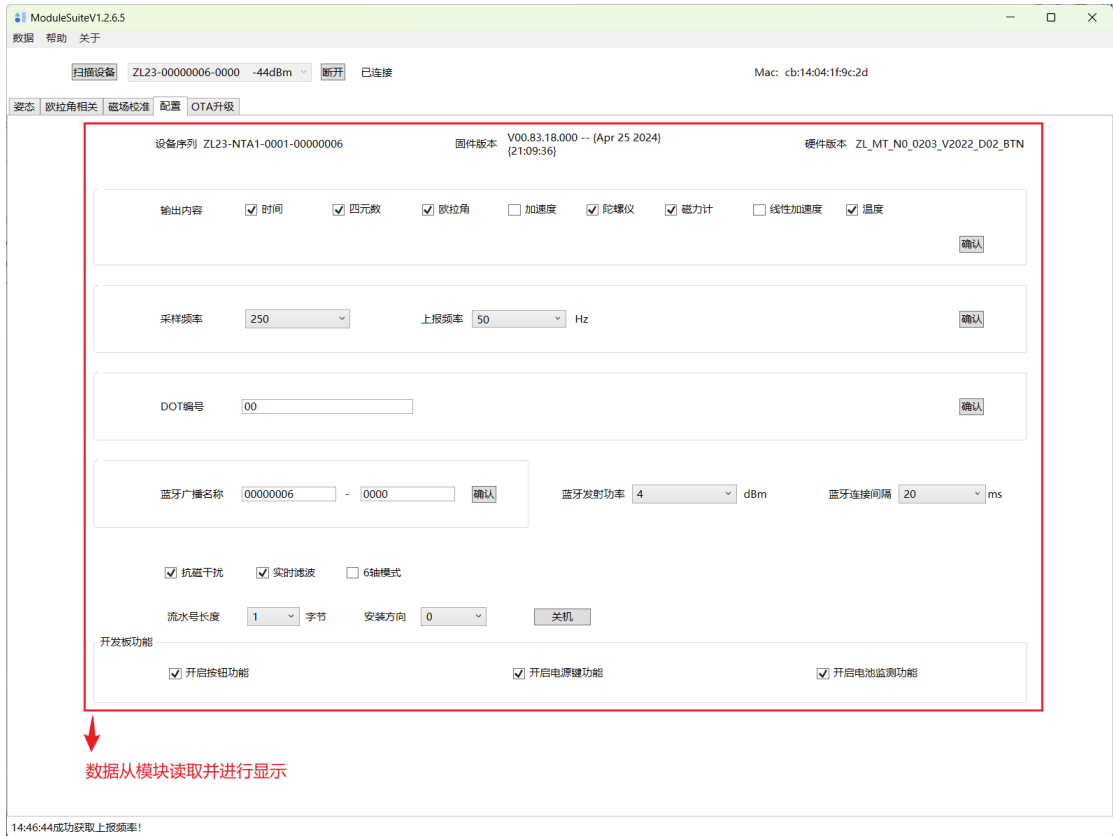 ModuleSuiteV1.2.6.5
数据 帮助 关于
扫描设备 ZL23-00000006-0000 -44dBm 断开 已连接 Mac: cb:14:04:1f:9c:2d
姿态 欧拉角相关 磁场校准 配置 OTA升级
设备序列 ZL23-NTA1-0001-00000006 固件版本 V00.83.18.000 -- {Apr 25 2024} {21:09:36} 硬件版本 ZL_MT_N0_0203_V2022_D02_BTN
输出内容 时间 四元数 欧拉角 加速度 陀螺仪 磁力计 线性加速度 温度
确认
采样频率 250 上报频率 50 Hz 确认
DOT编号 00 确认
蓝牙广播名称 00000006 - 0000 确认 蓝牙发射功率 4 dBm 蓝牙连接间隔 20 ms
抗磁干扰 实时滤波 6轴模式
流水号长度 1 字节 安装方向 0 关机
开发板功能
开启按钮功能 开启电源键功能 开启电池监测功能
数据从模块读取并进行显示
14:46:44成功获取上报频率!